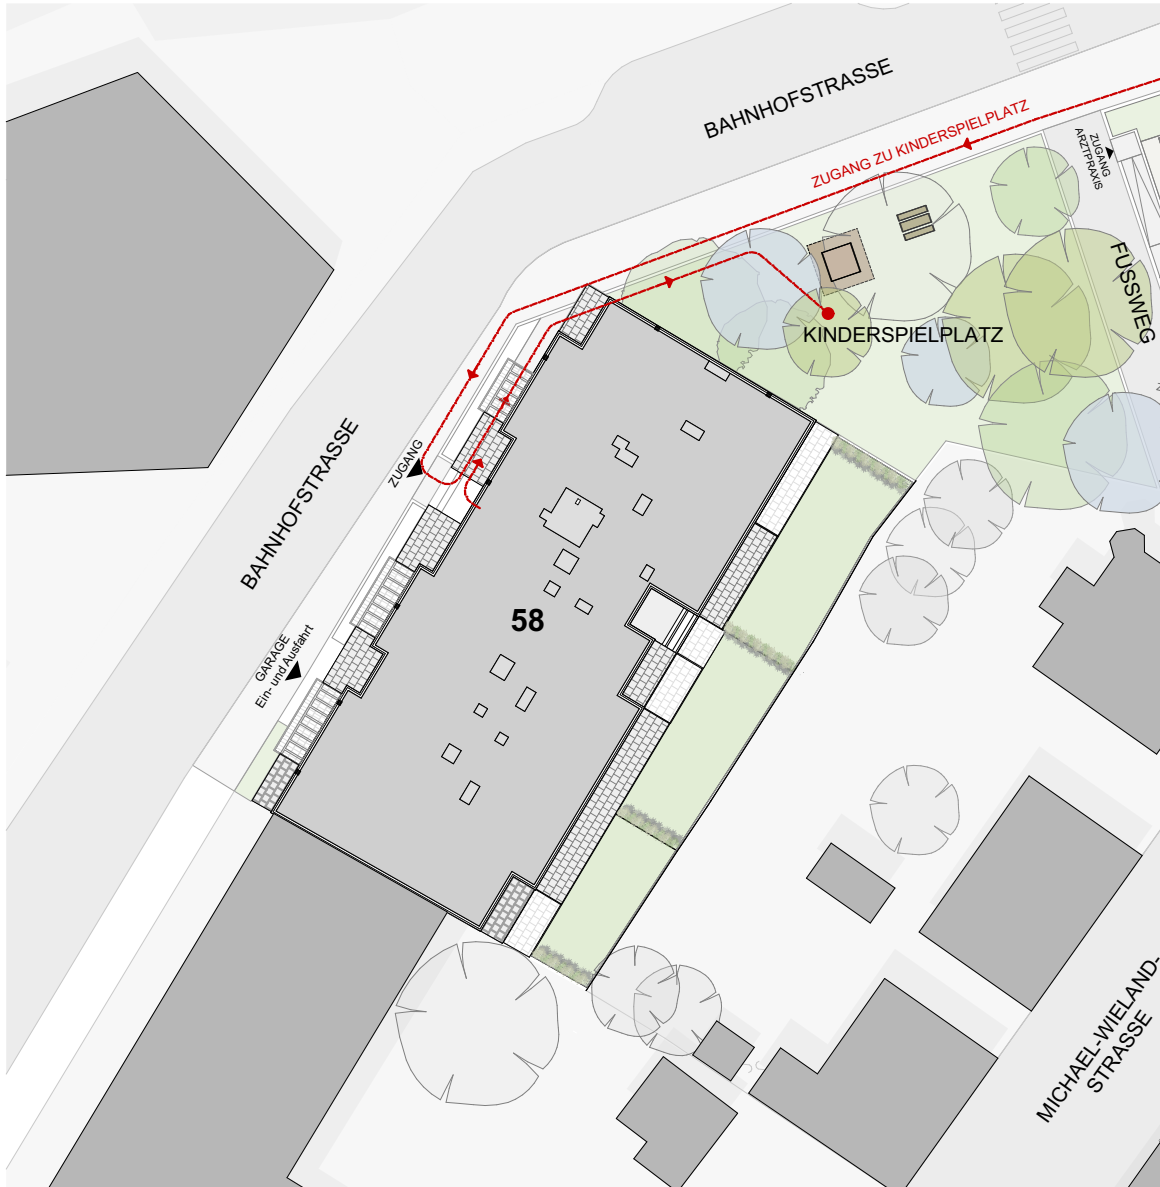 BAHNHOFSTRASSE
ZUGANG ZU KINDERSPIELPLATZ
ZUGANG
ARZTPRAXIS
FUSSWEG
KINDERSPIELPLATZ
BAHNHOFSTRASSE
ZUGANG
58
GARAGE
Ein- und Ausfahrt
MICHAEL-WIELAND-
STRASSE